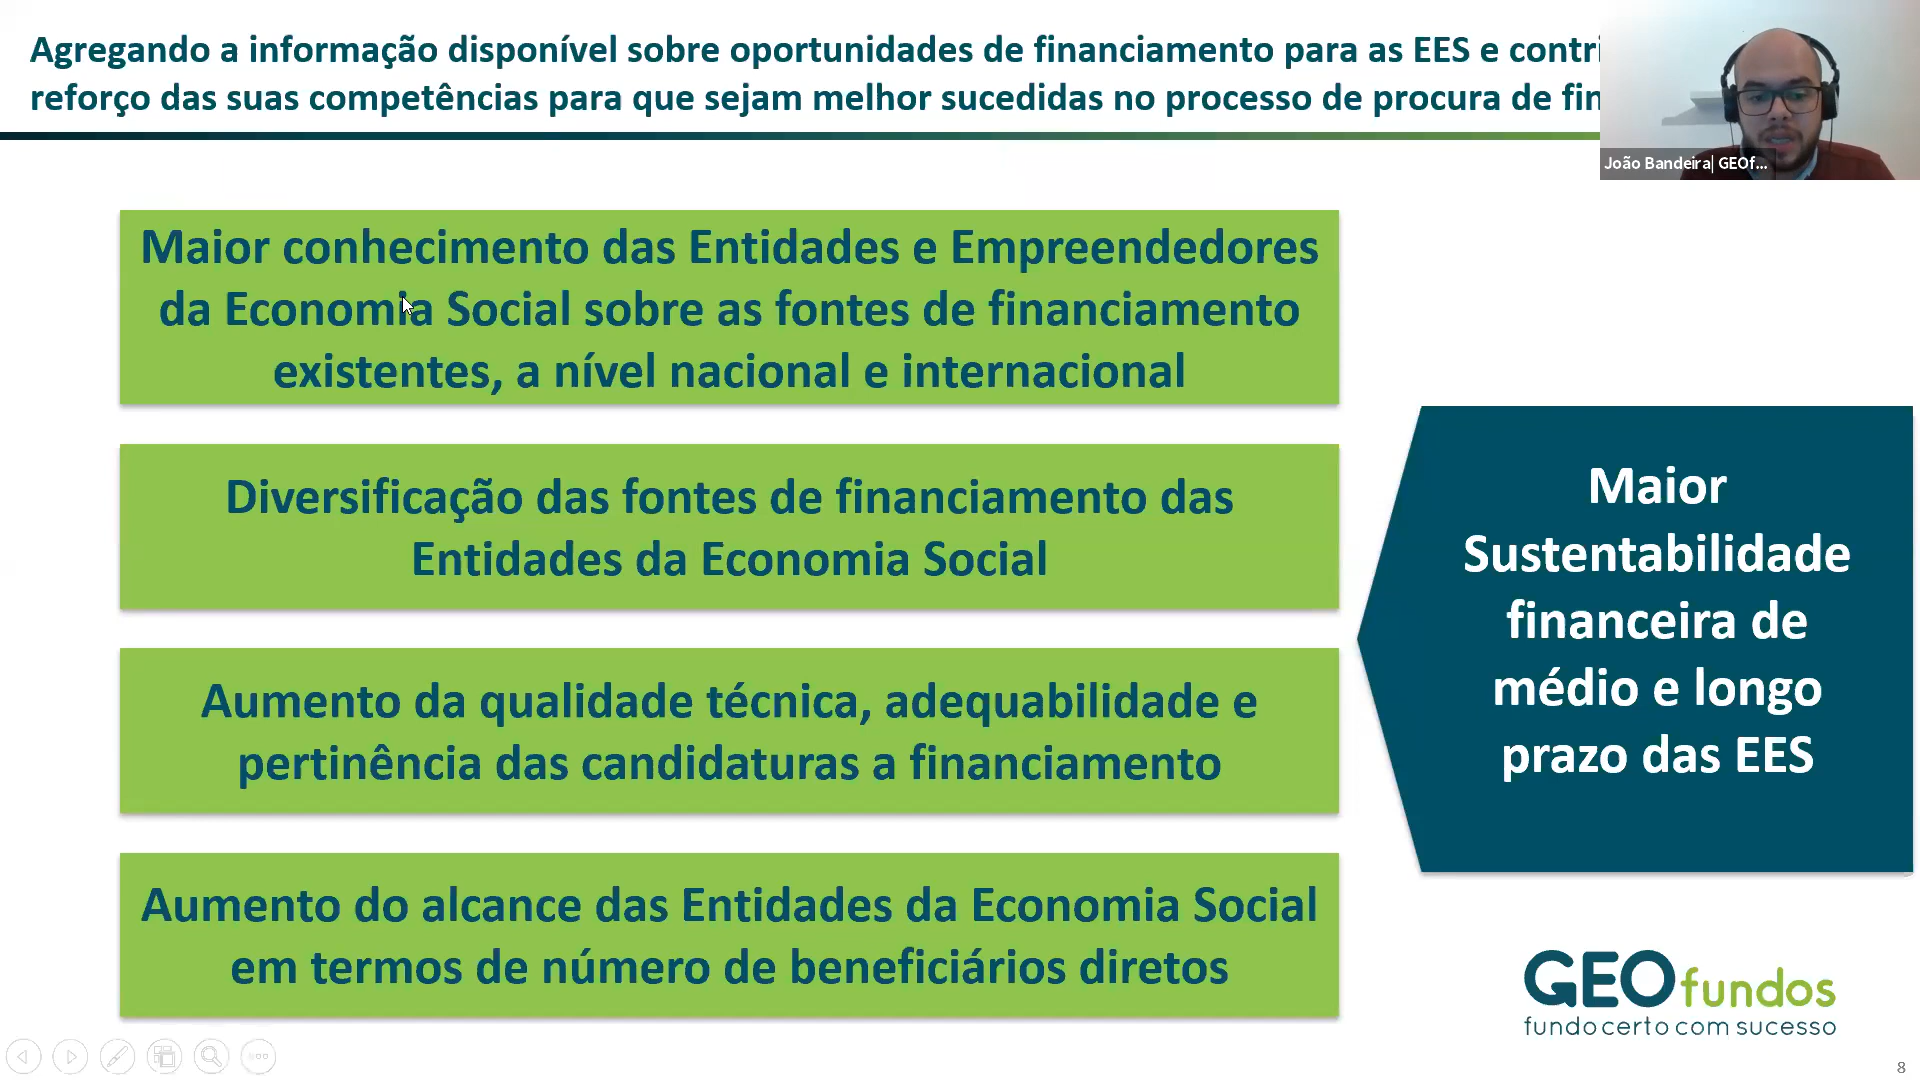 Agregando a informação disponível sobre oportunidades de financiamento para as EES e contri
reforço das suas competências para que sejam melhor sucedidas no processo de procura de fin
João Bandeira| GEOf...
Maior conhecimento das Entidades e Empreendedores
da Economia Social sobre as fontes de financiamento
existentes, a nível nacional e internacional
Diversificação das fontes de financiamento das
Entidades da Economia Social
Aumento da qualidade técnica, adequabilidade e
pertinência das candidaturas a financiamento
Aumento do alcance das Entidades da Economia Social
em termos de número de beneficiários diretos
Maior
Sustentabilidade
financeira de
médio e longo
prazo das EES
GEOfundos
fundo certo com sucesso
8